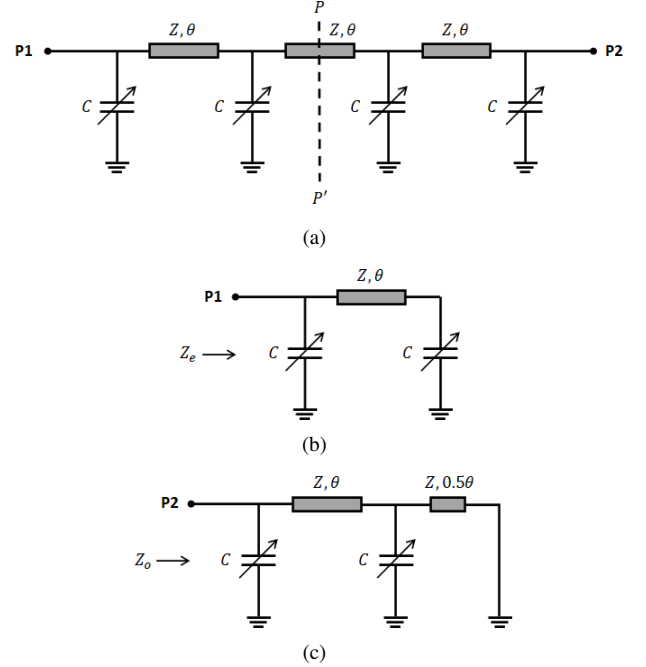 P
Z, θ Z, θ Z, θ
P1 P2
C C C C
P′
(a)
Z, θ
P1
Z_e C C
(b)
Z, θ Z, 0.5θ
P2
Z_o C C
(c)